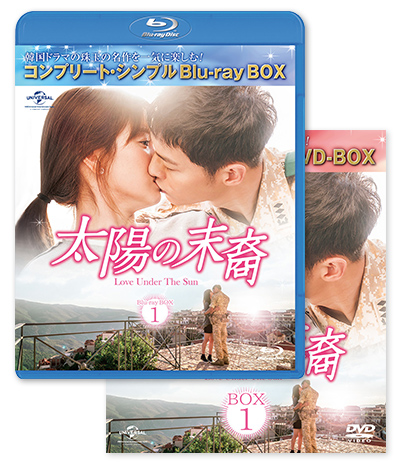 Blu-ray Disc
韓国ドラマの珠玉の名作を一気に楽しむ!
コンプリート・シンプルBlu-ray BOX
UNIVERSAL
太陽の末裔
Love Under The Sun
Blu-ray BOX
1
UNIVERSAL
VD-BOX
裔
BOX
1
UNIVERSAL
DVD
VIDEO